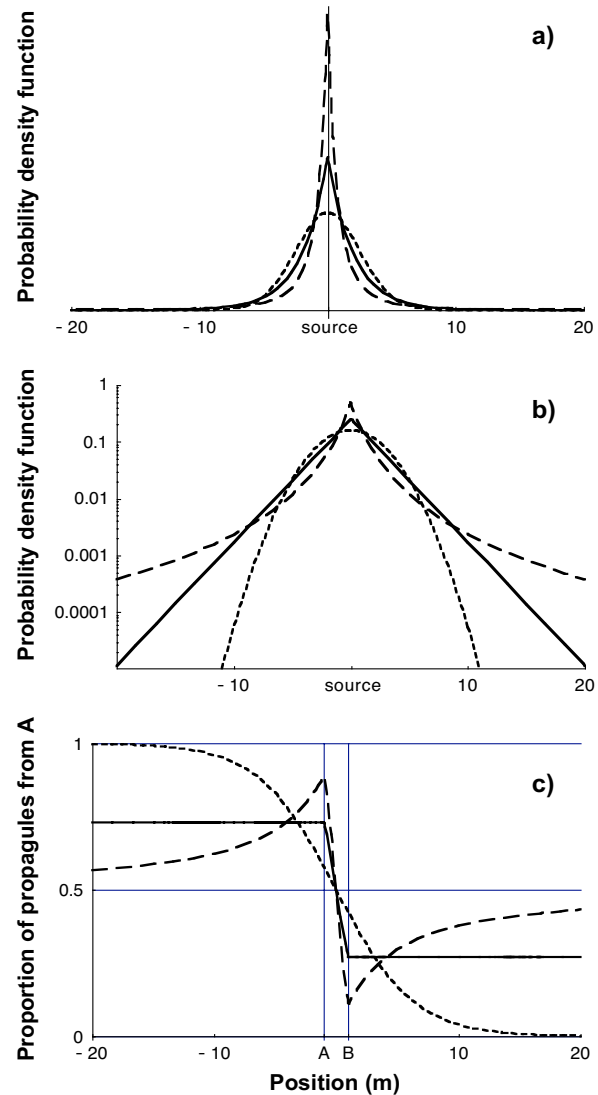 Probability density function
a)
- 20 - 10 source 10 20
Probability density function
b)
1
0.1
0.01
0.001
0.0001
- 10 source 10 20
Proportion of propagules from A
c)
1
0.5
0
- 20 - 10 A B 10 20
Position (m)